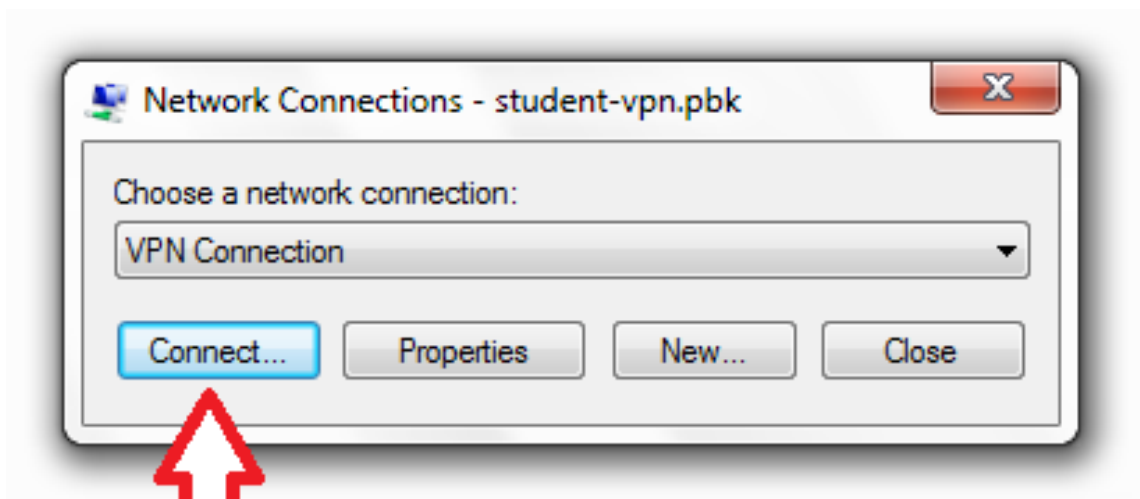 Network Connections - student-vpn.pbk
Choose a network connection:
VPN Connection
Connect... Properties New... Close